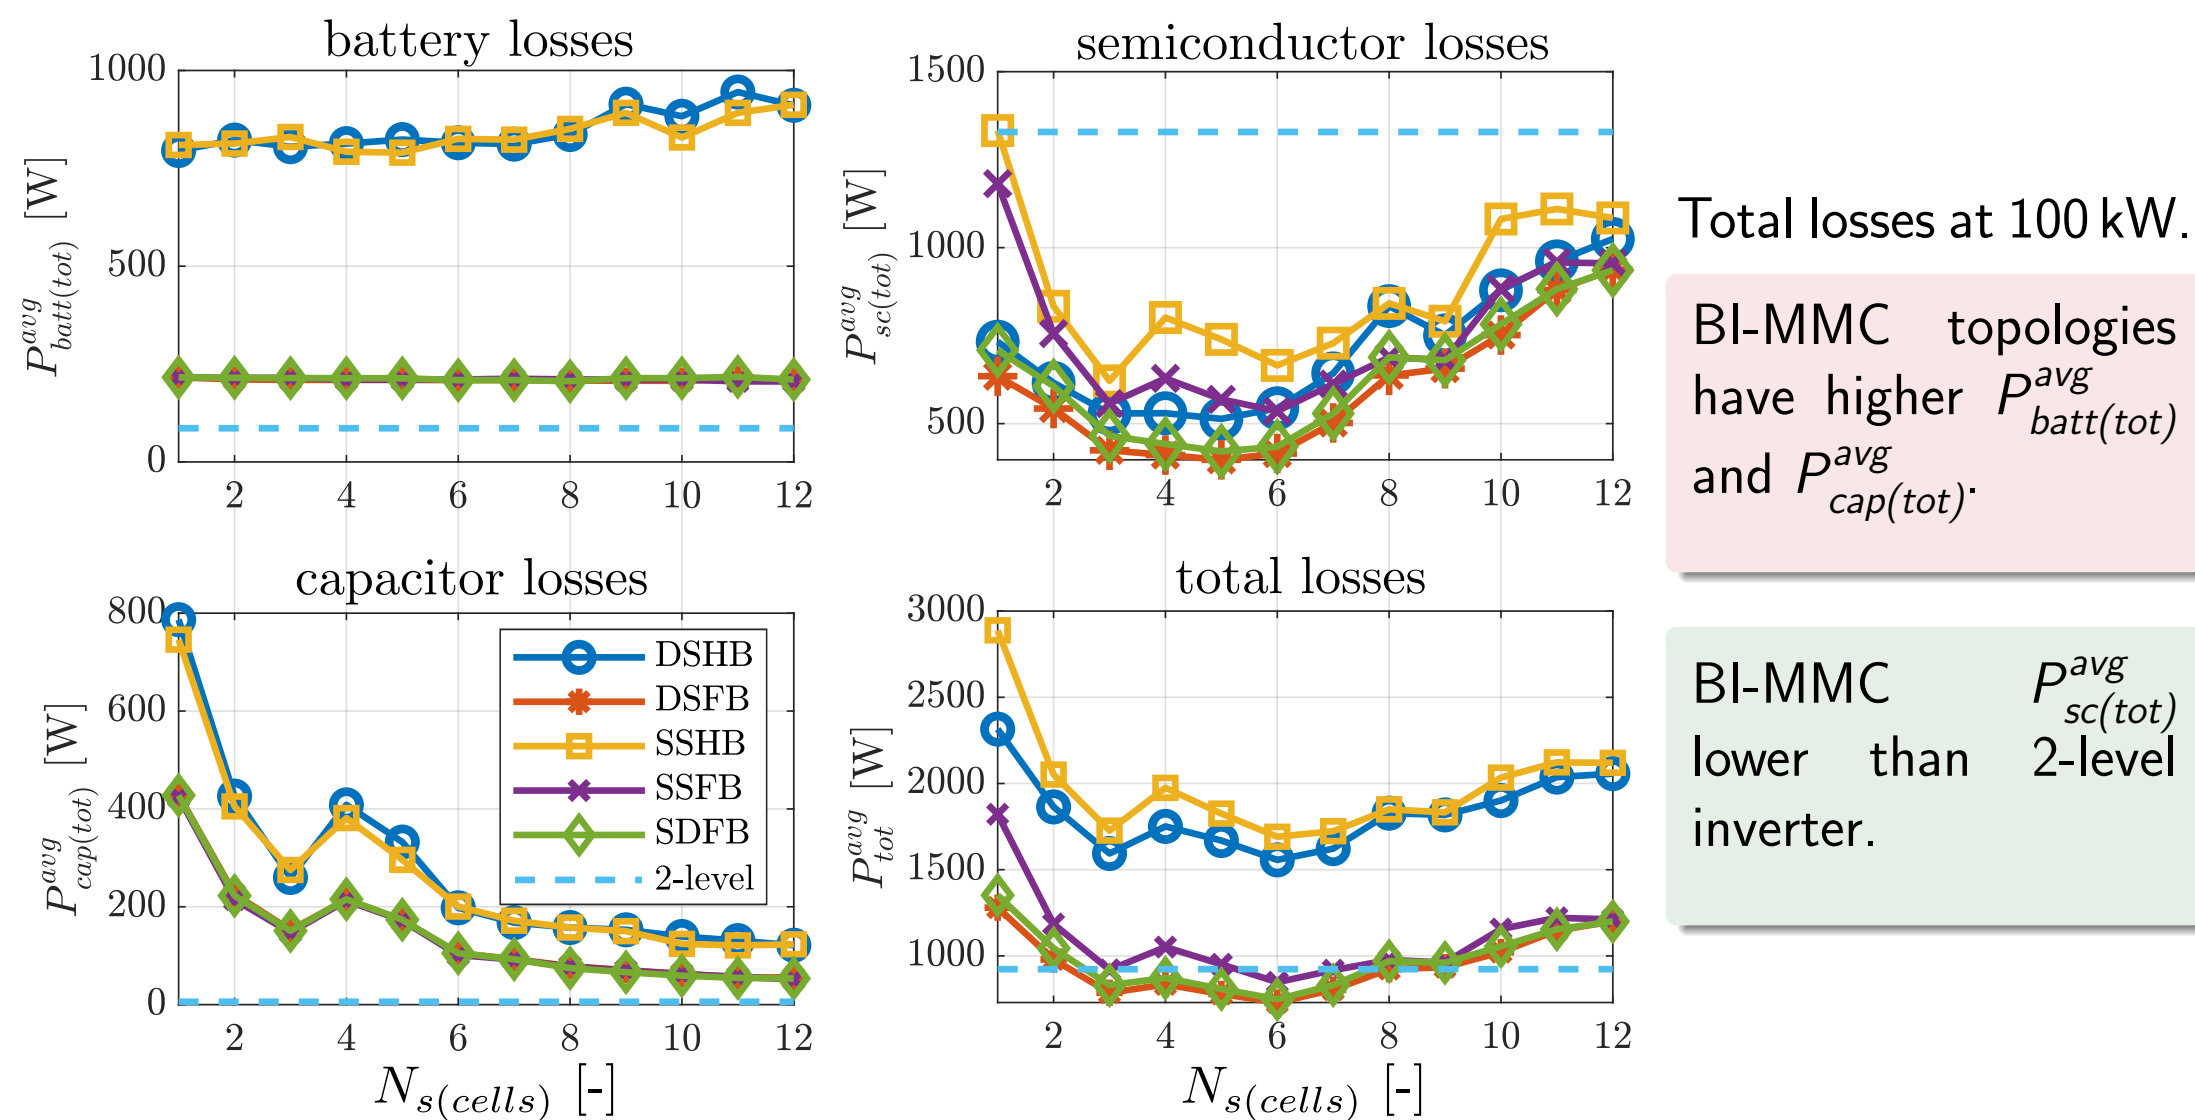 battery losses
1000
500
0
2 4 6 8 10 12
P^{avg}_{batt(tot)} [W]
semiconductor losses
1500
1000
500
2 4 6 8 10 12
P^{avg}_{sc(tot)} [W]
capacitor losses
800
600
400
200
0
2 4 6 8 10 12
P^{avg}_{cap(tot)} [W]
N_{s(cells)} [-]
DSHB
DSFB
SSHB
SSFB
SDFB
2-level
total losses
3000
2500
2000
1500
1000
2 4 6 8 10 12
P^{avg}_{tot} [W]
N_{s(cells)} [-]
Total losses at 100 kW.
BI-MMC topologies
have higher P^{avg}_{batt(tot)}
and P^{avg}_{cap(tot)}.
BI-MMC P^{avg}_{sc(tot)}
lower than 2-level
inverter.